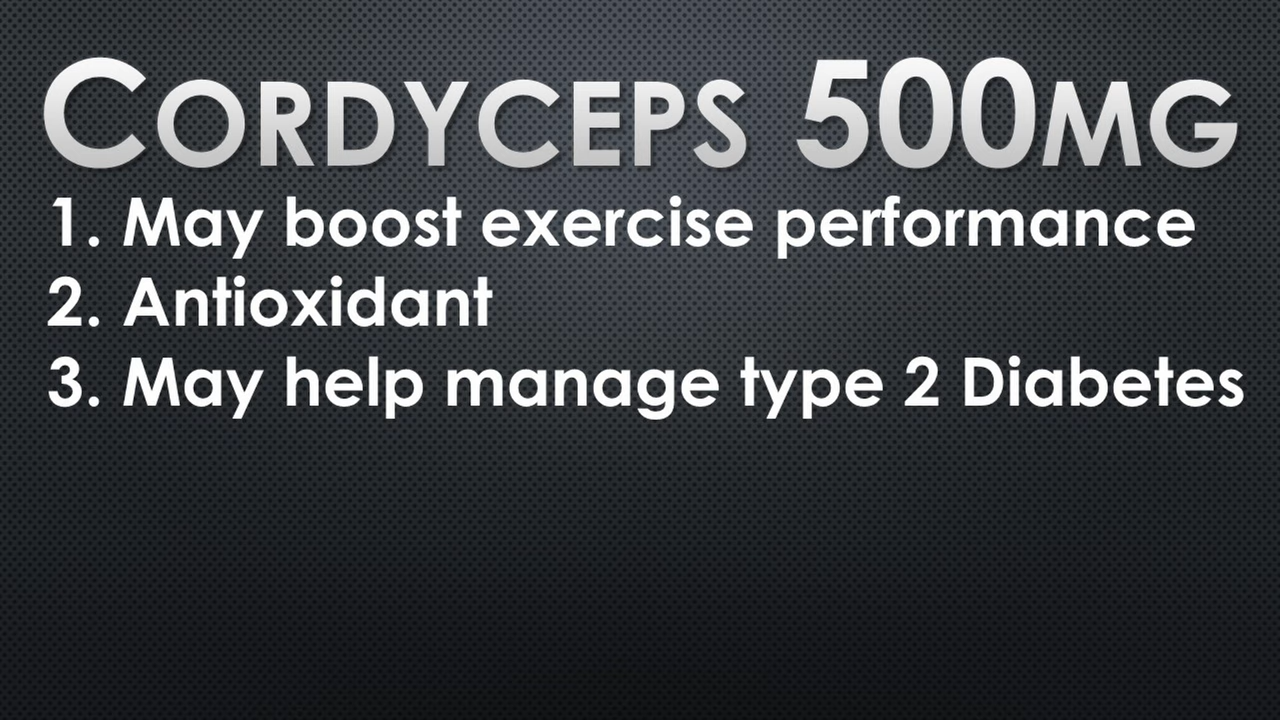 Cordyceps 500mg
1. May boost exercise performance
2. Antioxidant
3. May help manage type 2 Diabetes